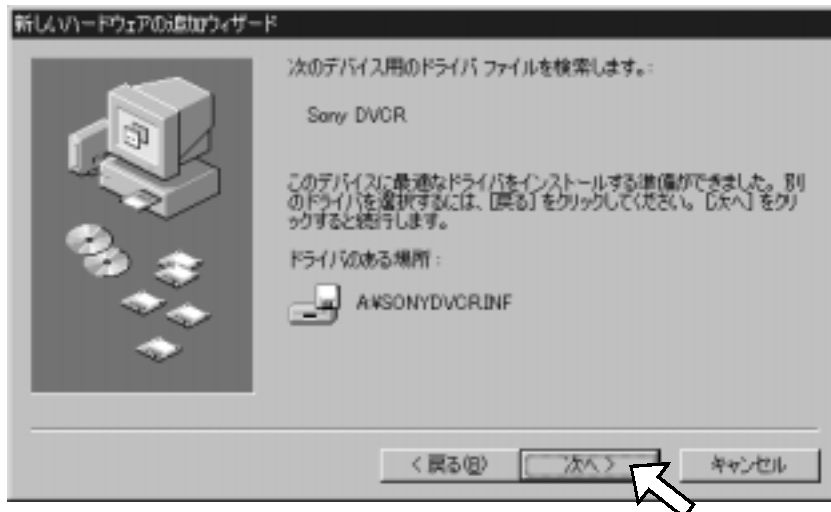 新しいハードウェアの追加ウィザード
次のデバイス用のドライバ ファイルを検索します。:
Sony DVCR
このデバイスに最適なドライバをインストールする準備ができました。別
のドライバを選択するには、[戻る] をクリックしてください。[次へ] をクリ
ックすると続行します。
ドライバのある場所 :
A¥SONYDVCR.INF
< 戻る(B)
次へ >
キャンセル